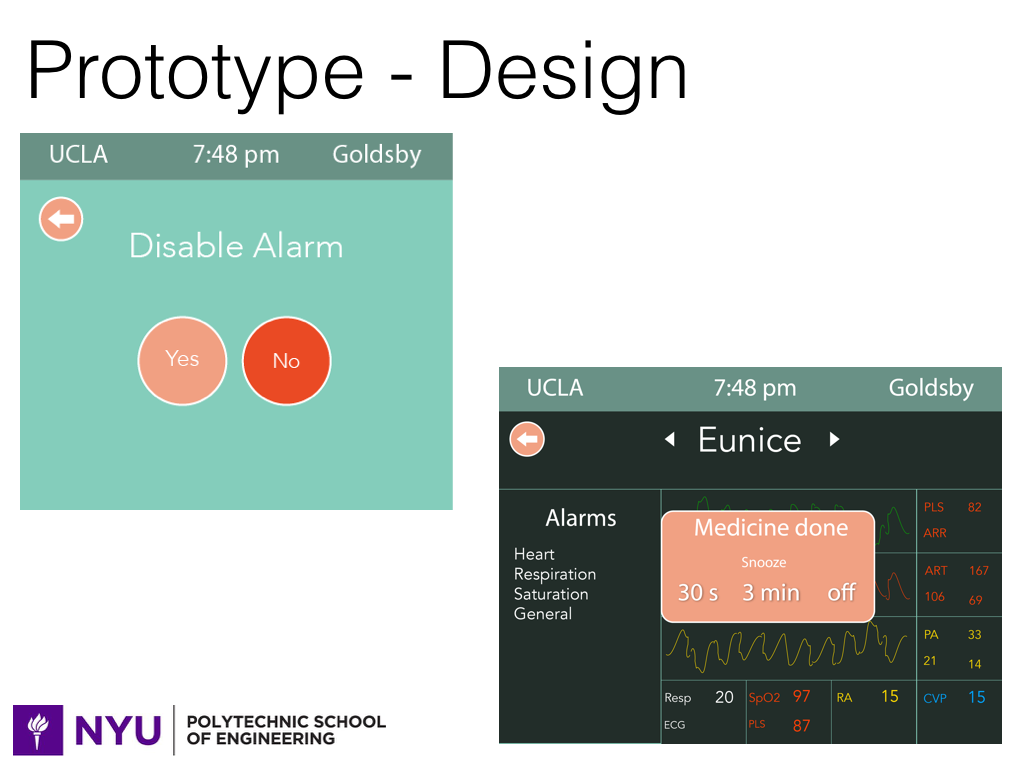 Prototype - Design
UCLA 7:48 pm Goldsby
Disable Alarm
Yes No
UCLA 7:48 pm Goldsby
Eunice
Alarms
Heart
Respiration
Saturation
General
Medicine done
Snooze
30 s 3 min off
PLS 82
ARR
ART 167
106 69
PA 33
21 14
Resp 20 SpO2 97 RA 15 CVP 15
ECG PLS 87
NYU POLYTECHNIC SCHOOL
OF ENGINEERING